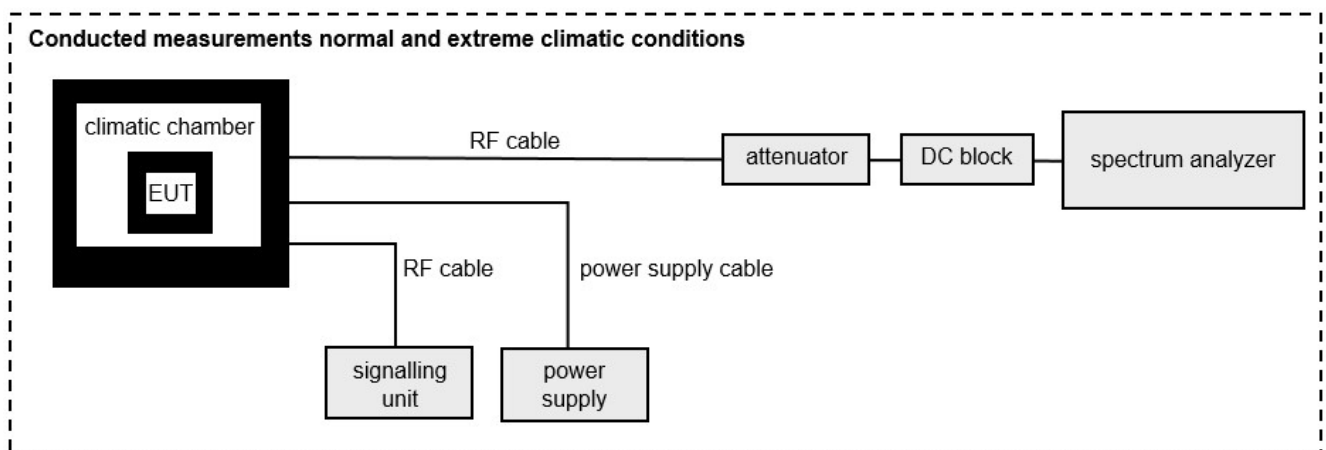 Conducted measurements normal and extreme climatic conditions
climatic chamber
EUT
RF cable
attenuator
DC block
spectrum analyzer
RF cable
power supply cable
signalling
unit
power
supply